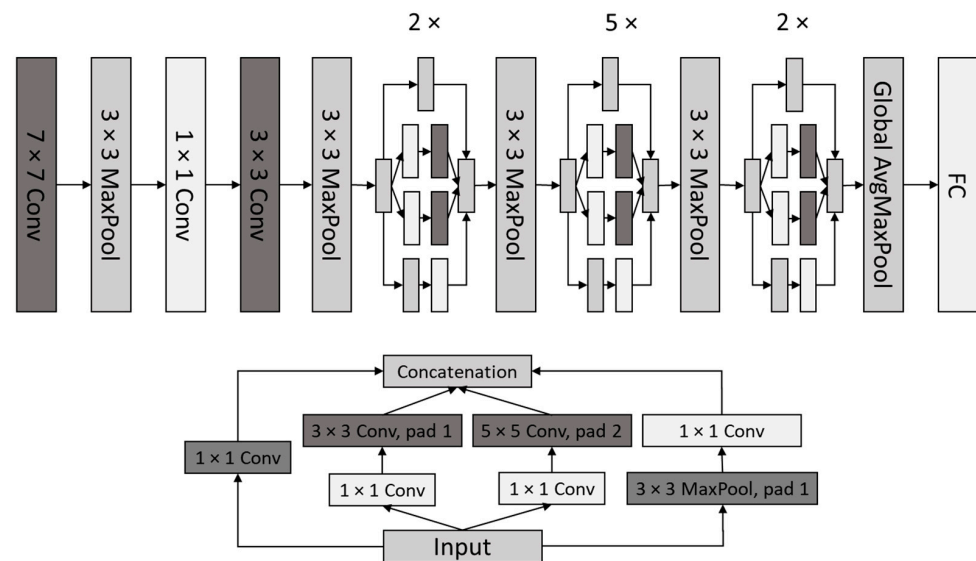 2 ×
5 ×
2 ×
7 × 7 Conv
3 × 3 MaxPool
1 × 1 Conv
3 × 3 Conv
3 × 3 MaxPool
3 × 3 MaxPool
3 × 3 MaxPool
Global AvgMaxPool
FC
Concatenation
3 × 3 Conv, pad 1
5 × 5 Conv, pad 2
1 × 1 Conv
1 × 1 Conv
1 × 1 Conv
1 × 1 Conv
3 × 3 MaxPool, pad 1
Input